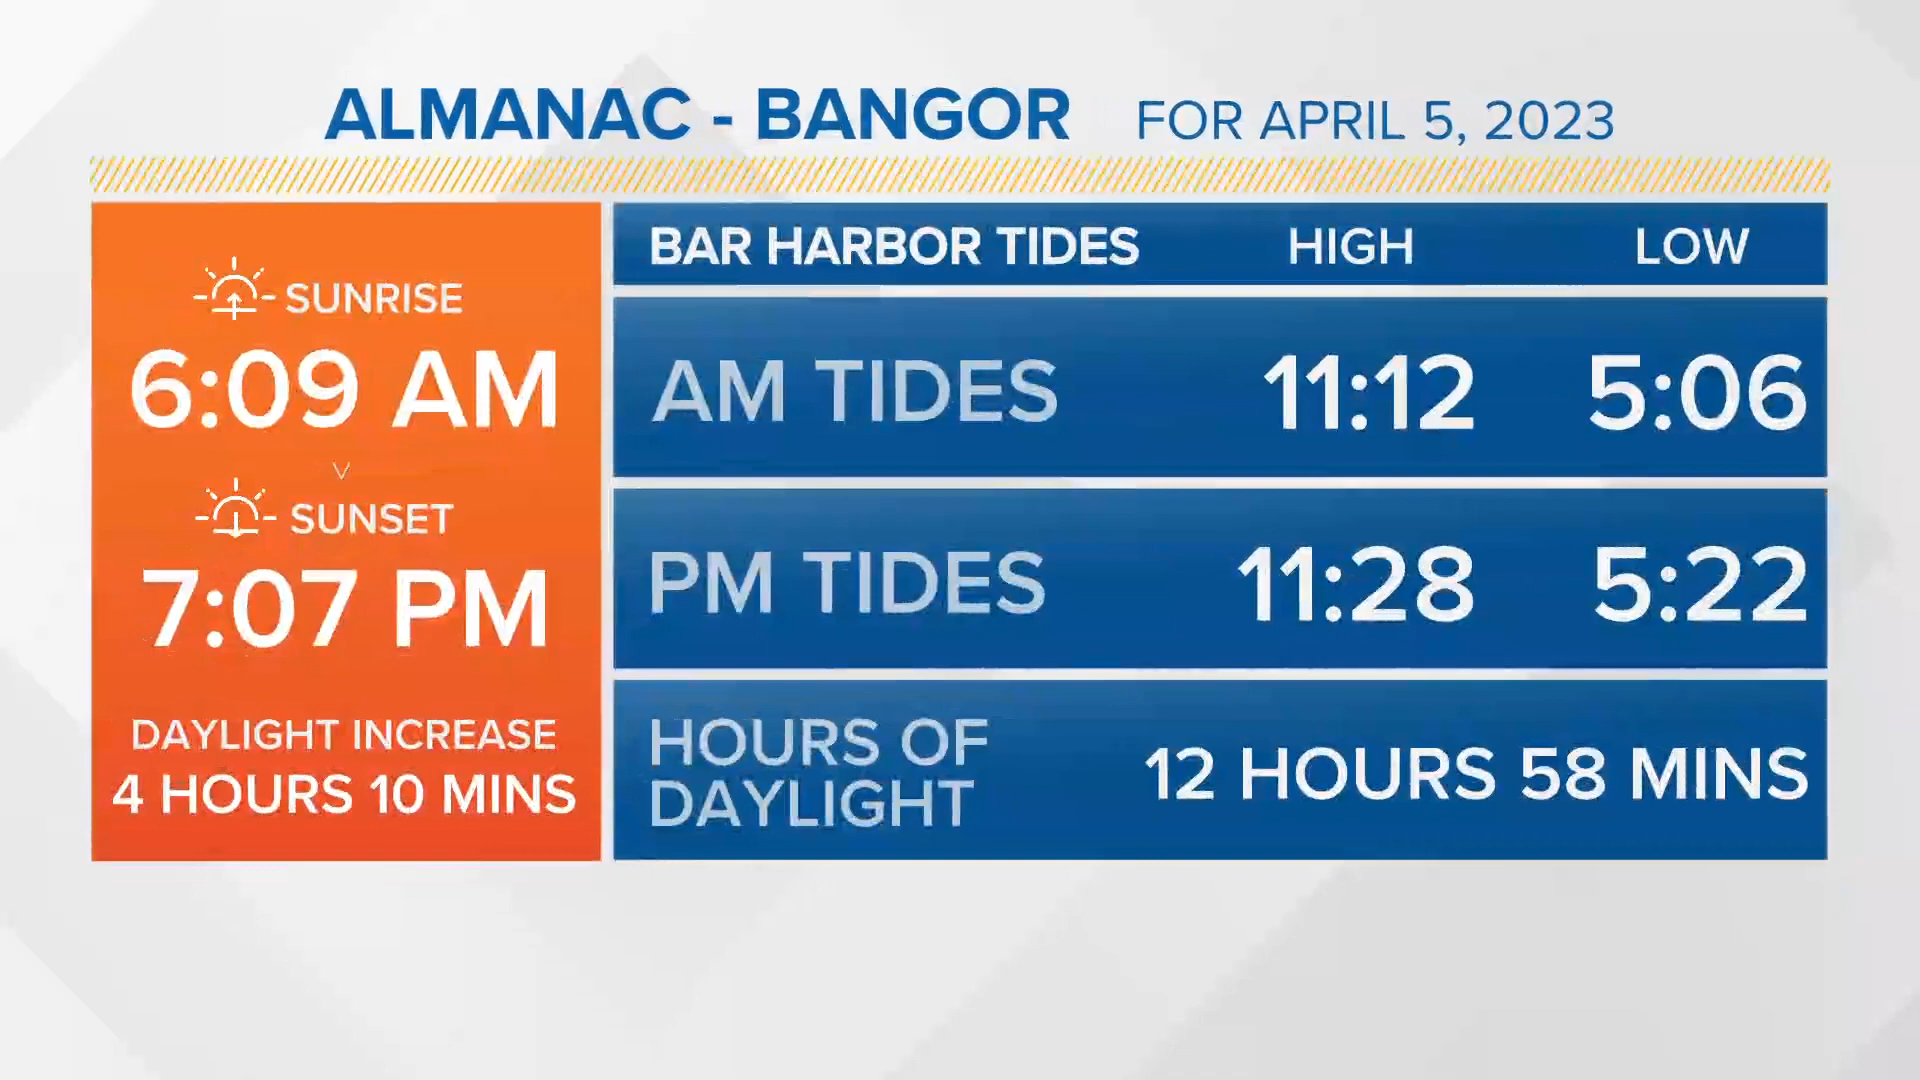 ALMANAC - BANGOR FOR APRIL 5, 2023
SUNRISE
6:09 AM
SUNSET
7:07 PM
DAYLIGHT INCREASE
4 HOURS 10 MINS
BAR HARBOR TIDES HIGH LOW
AM TIDES 11:12 5:06
PM TIDES 11:28 5:22
HOURS OF
DAYLIGHT
12 HOURS 58 MINS